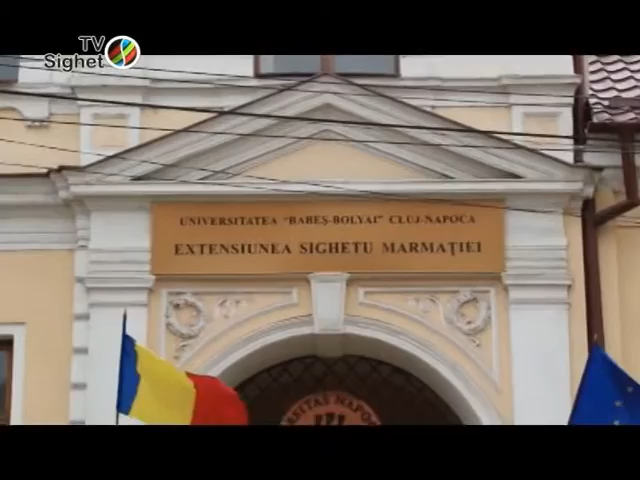 TV
Sighet
UNIVERSITATEA "BABEŞ-BOLYAI" CLUJ-NAPOCA
EXTENSIUNEA SIGHETU MARMAŢIEI